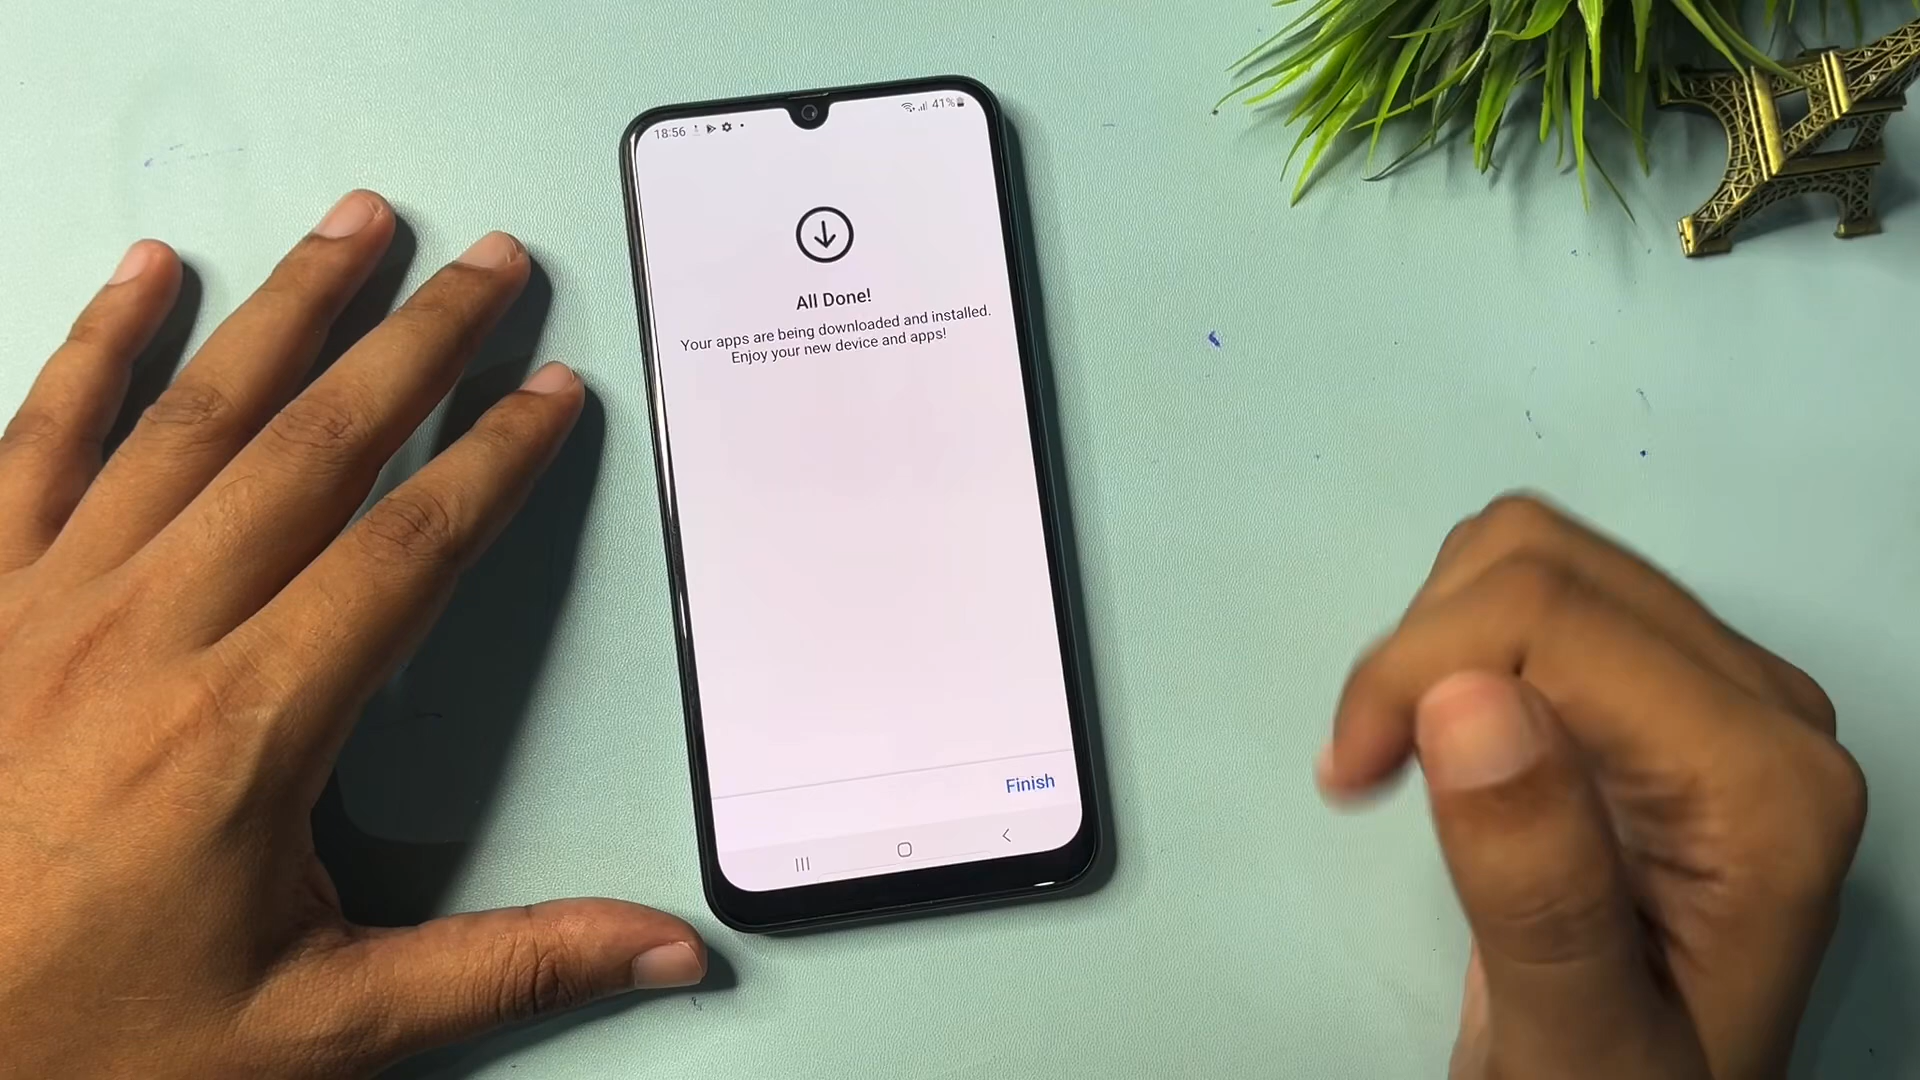 18:56 41%
All Done!
Your apps are being downloaded and installed.
Enjoy your new device and apps!
Finish